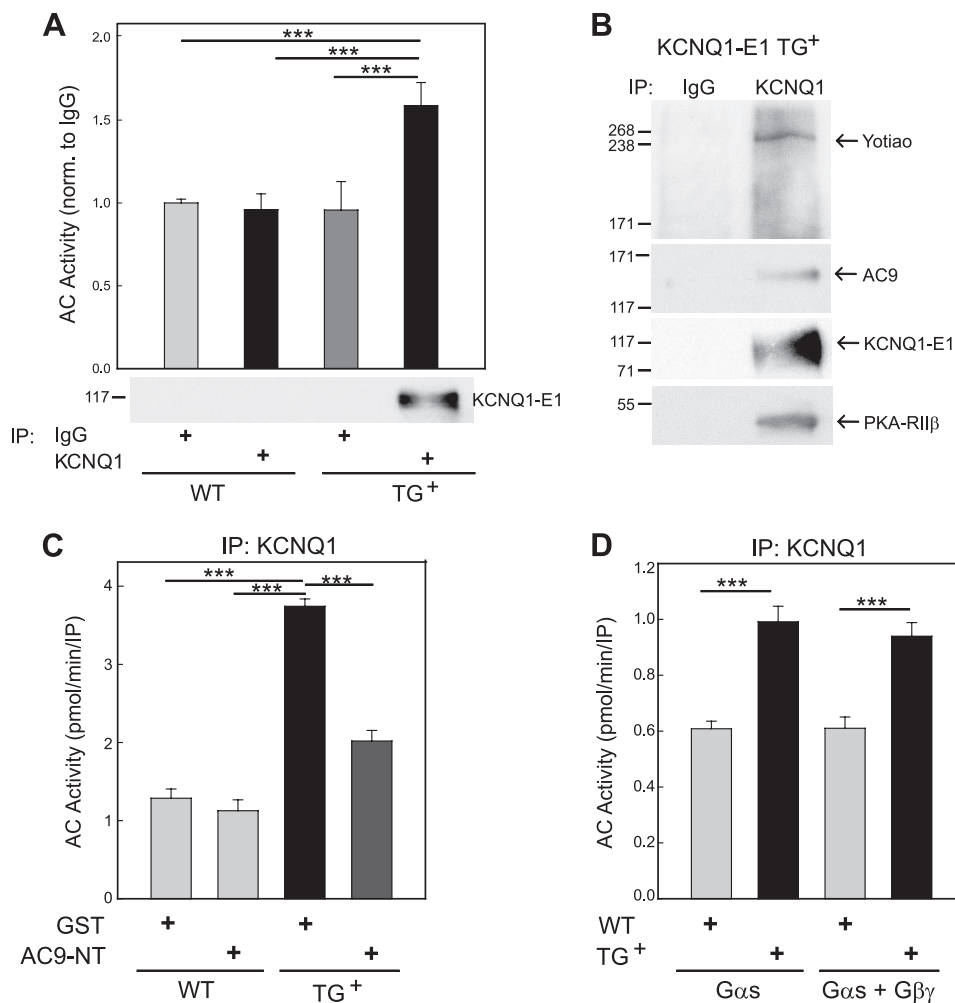 A
AC Activity (norm. to IgG)
2.0
1.5
1.0
0.5
0.0
***
***
***
117
KCNQ1-E1
IP: IgG + +
KCNQ1 + +
WT TG+
B
KCNQ1-E1 TG+
IP: IgG KCNQ1
268
238
171
← Yotiao
171
117
← AC9
117
71
← KCNQ1-E1
55
← PKA-RIIβ
C
IP: KCNQ1
AC Activity (pmol/min/IP)
4
3
2
1
0
*** *** ***
GST + +
AC9-NT + +
WT TG+
D
IP: KCNQ1
AC Activity (pmol/min/IP)
1.2
1.0
0.8
0.6
0.4
0.2
0.0
*** ***
WT + +
TG+ + +
Gαs Gαs + Gβγ